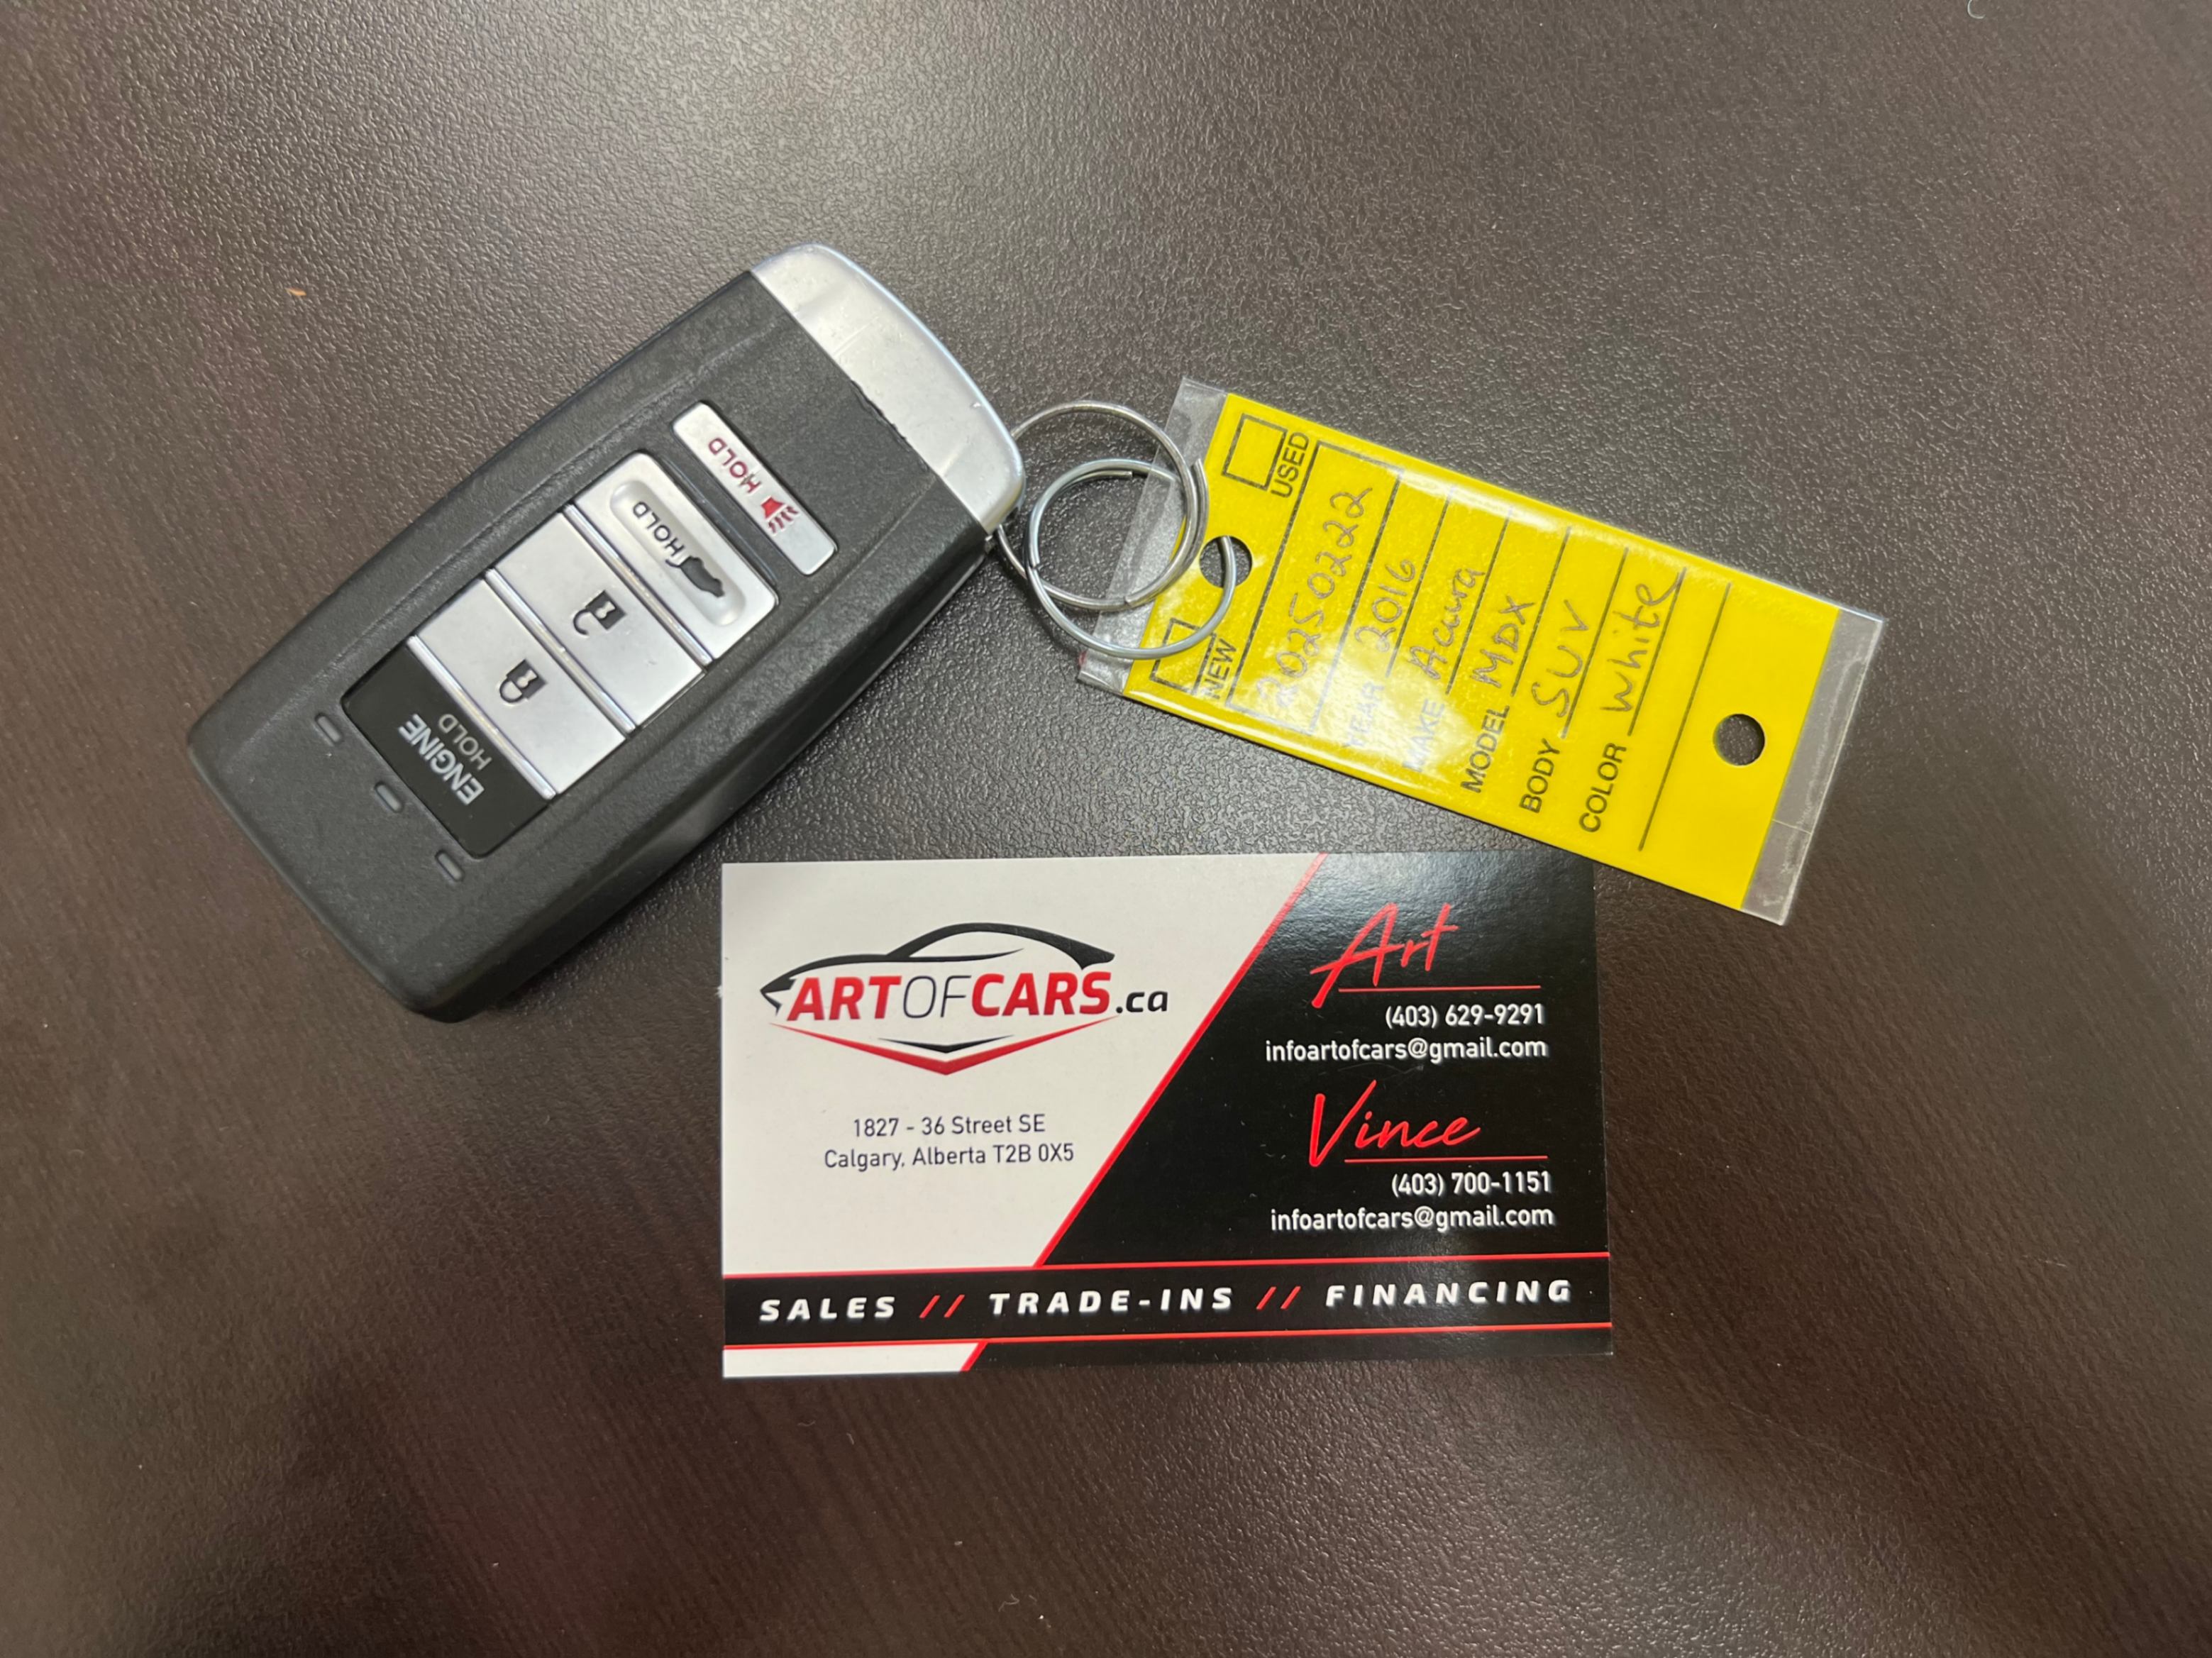 HOLD
HOLD
ENGINE
HOLD
USED
NEW
20250222
YEAR 2016
MAKE Acura
MODEL MDX
BODY SUV
COLOR White
ARTOFCARS.ca
1827 - 36 Street SE
Calgary, Alberta T2B 0X5
Art
(403) 629-9291
infoartofcars@gmail.com
Vince
(403) 700-1151
infoartofcars@gmail.com
SALES // TRADE-INS // FINANCING